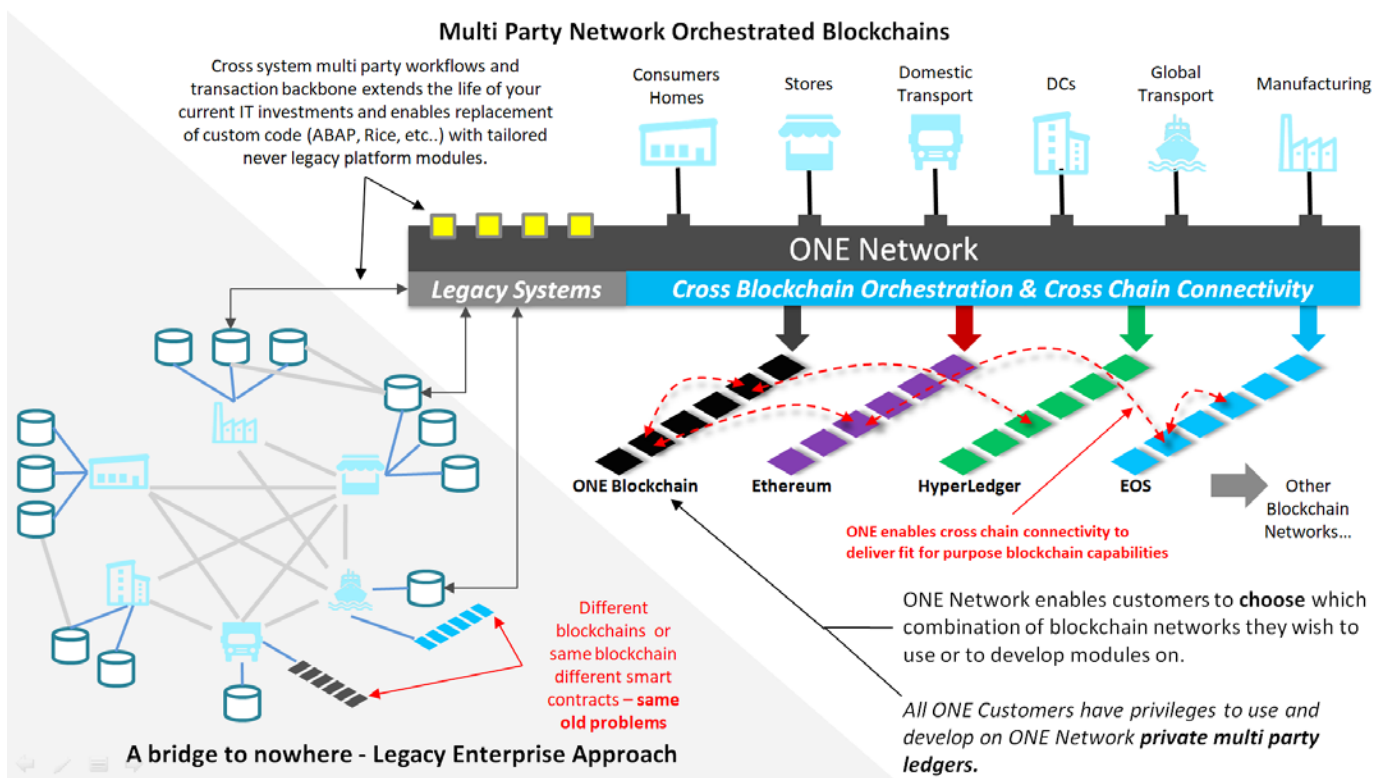 Multi Party Network Orchestrated Blockchains
Cross system multi party workflows and
transaction backbone extends the life of your
current IT investments and enables replacement
of custom code (ABAP, Rice, etc..) with tailored
never legacy platform modules.
Consumers
Homes
Stores
Domestic
Transport
DCs
Global
Transport
Manufacturing
ONE Network
Legacy Systems
Cross Blockchain Orchestration & Cross Chain Connectivity
ONE Blockchain
Ethereum
HyperLedger
EOS
Other
Blockchain
Networks...
ONE enables cross chain connectivity to
deliver fit for purpose blockchain capabilities
ONE Network enables customers to choose which
combination of blockchain networks they wish to
use or to develop modules on.
All ONE Customers have privileges to use and
develop on ONE Network private multi party
ledgers.
Different
blockchains or
same blockchain
different smart
contracts – same
old problems
A bridge to nowhere - Legacy Enterprise Approach